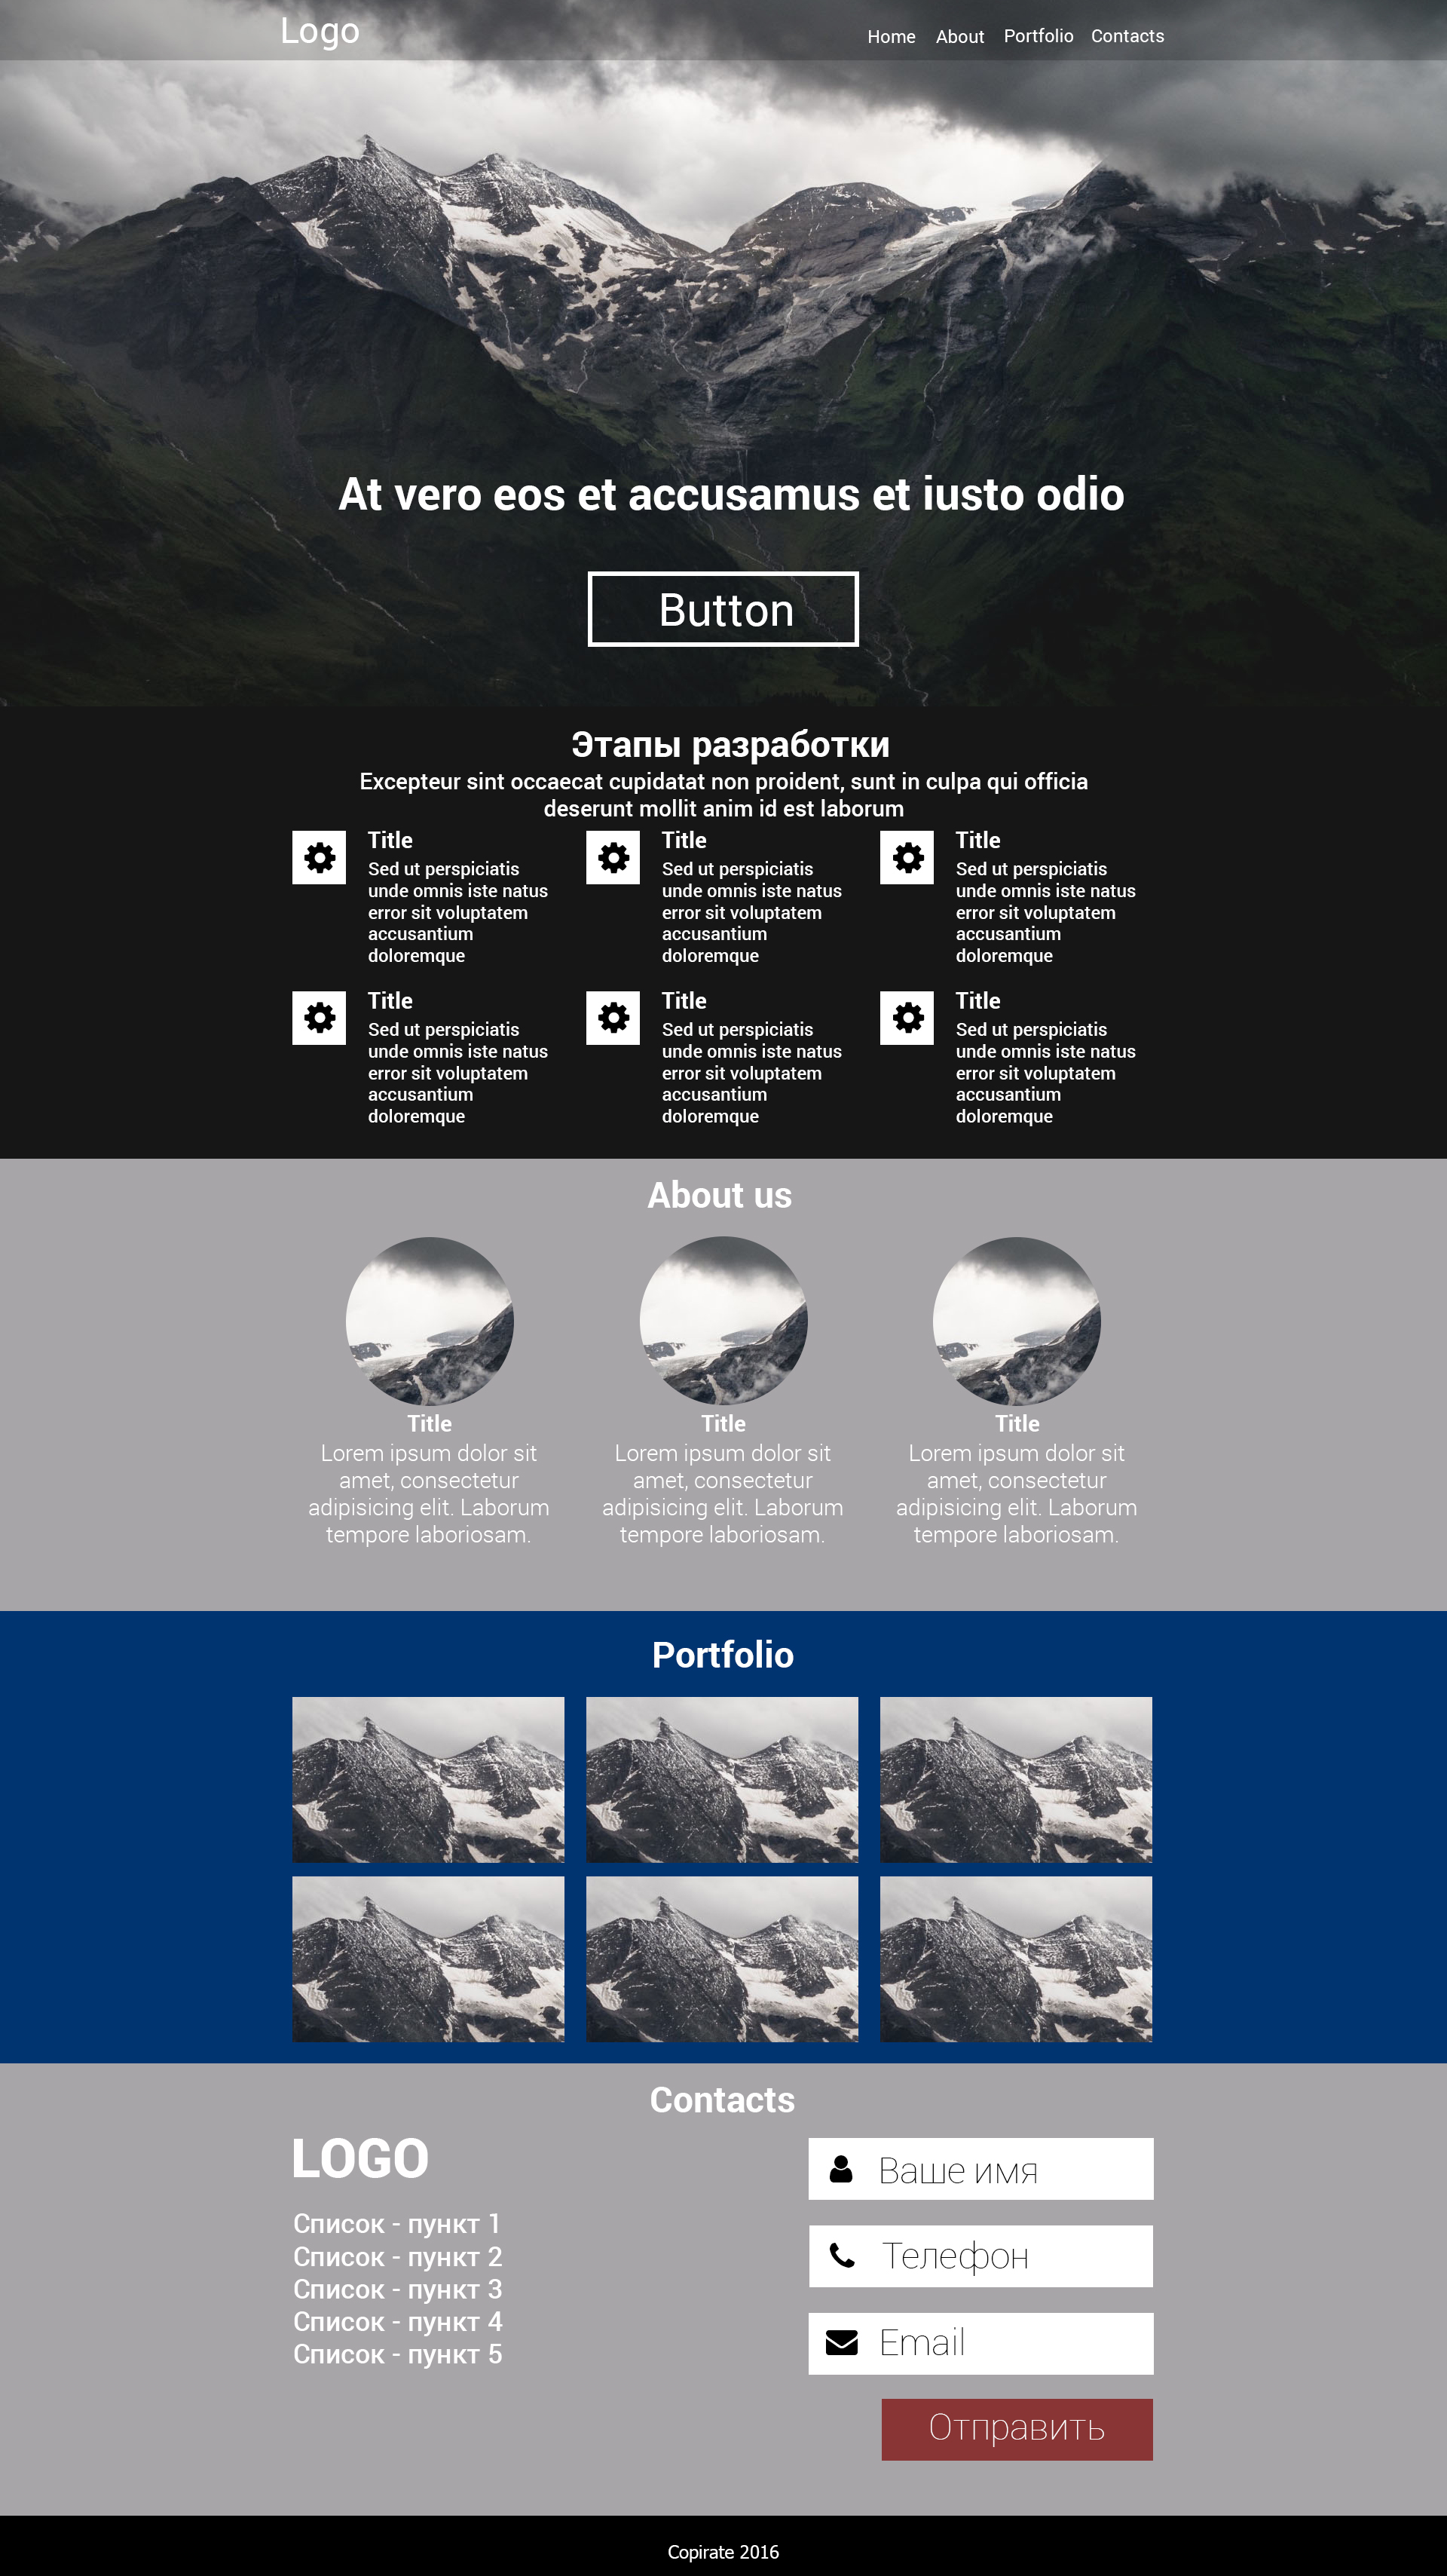 Logo
Home About Portfolio Contacts
At vero eos et accusamus et iusto odio
Button
Этапы разработки
Excepteur sint occaecat cupidatat non proident, sunt in culpa qui officia
deserunt mollit anim id est laborum
Title
Sed ut perspiciatis
unde omnis iste natus
error sit voluptatem
accusantium
doloremque
Title
Sed ut perspiciatis
unde omnis iste natus
error sit voluptatem
accusantium
doloremque
Title
Sed ut perspiciatis
unde omnis iste natus
error sit voluptatem
accusantium
doloremque
Title
Sed ut perspiciatis
unde omnis iste natus
error sit voluptatem
accusantium
doloremque
Title
Sed ut perspiciatis
unde omnis iste natus
error sit voluptatem
accusantium
doloremque
Title
Sed ut perspiciatis
unde omnis iste natus
error sit voluptatem
accusantium
doloremque
About us
Title
Lorem ipsum dolor sit
amet, consectetur
adipisicing elit. Laborum
tempore laboriosam.
Title
Lorem ipsum dolor sit
amet, consectetur
adipisicing elit. Laborum
tempore laboriosam.
Title
Lorem ipsum dolor sit
amet, consectetur
adipisicing elit. Laborum
tempore laboriosam.
Portfolio
Contacts
LOGO
Список - пункт 1
Список - пункт 2
Список - пункт 3
Список - пункт 4
Список - пункт 5
Ваше имя
Телефон
Email
Отправить
Copirate 2016